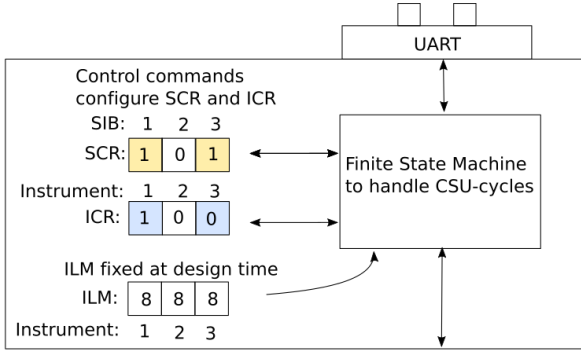 UART
Control commands
configure SCR and ICR
SIB: 1 2 3
SCR: 1 0 1
Instrument: 1 2 3
ICR: 1 0 0
Finite State Machine
to handle CSU-cycles
ILM fixed at design time
ILM: 8 8 8
Instrument: 1 2 3